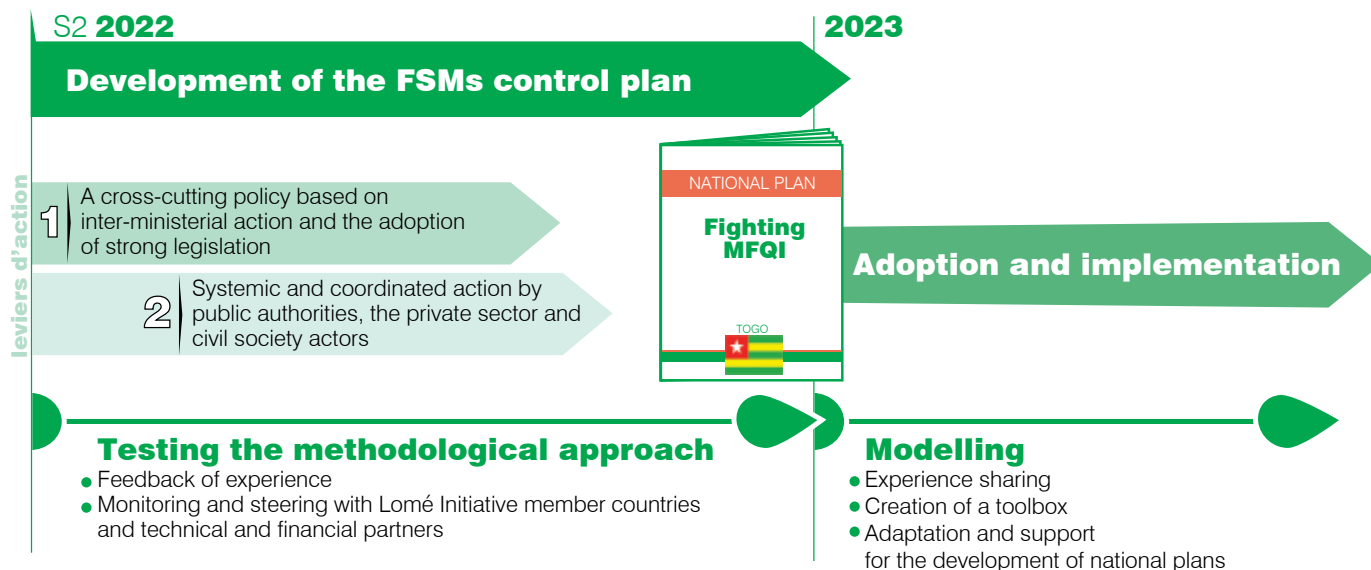 S2 2022
2023
Development of the FSMs control plan
leviers d'action
1
A cross-cutting policy based on
inter-ministerial action and the adoption
of strong legislation
2
Systemic and coordinated action by
public authorities, the private sector and
civil society actors
NATIONAL PLAN
Fighting
MFQI
TOGO
Adoption and implementation
Testing the methodological approach
Feedback of experience
Monitoring and steering with Lomé Initiative member countries
and technical and financial partners
Modelling
Experience sharing
Creation of a toolbox
Adaptation and support
for the development of national plans